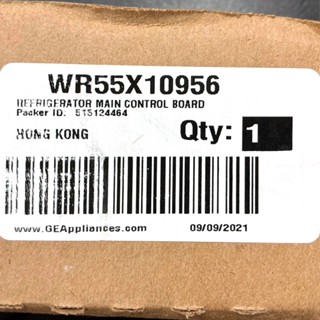 WR55X10956
REFRIGERATOR MAIN CONTROL BOARD
Packer ID: 515124464
HONG KONG Qty: 1
www.GEAppliances.com 09/09/2021